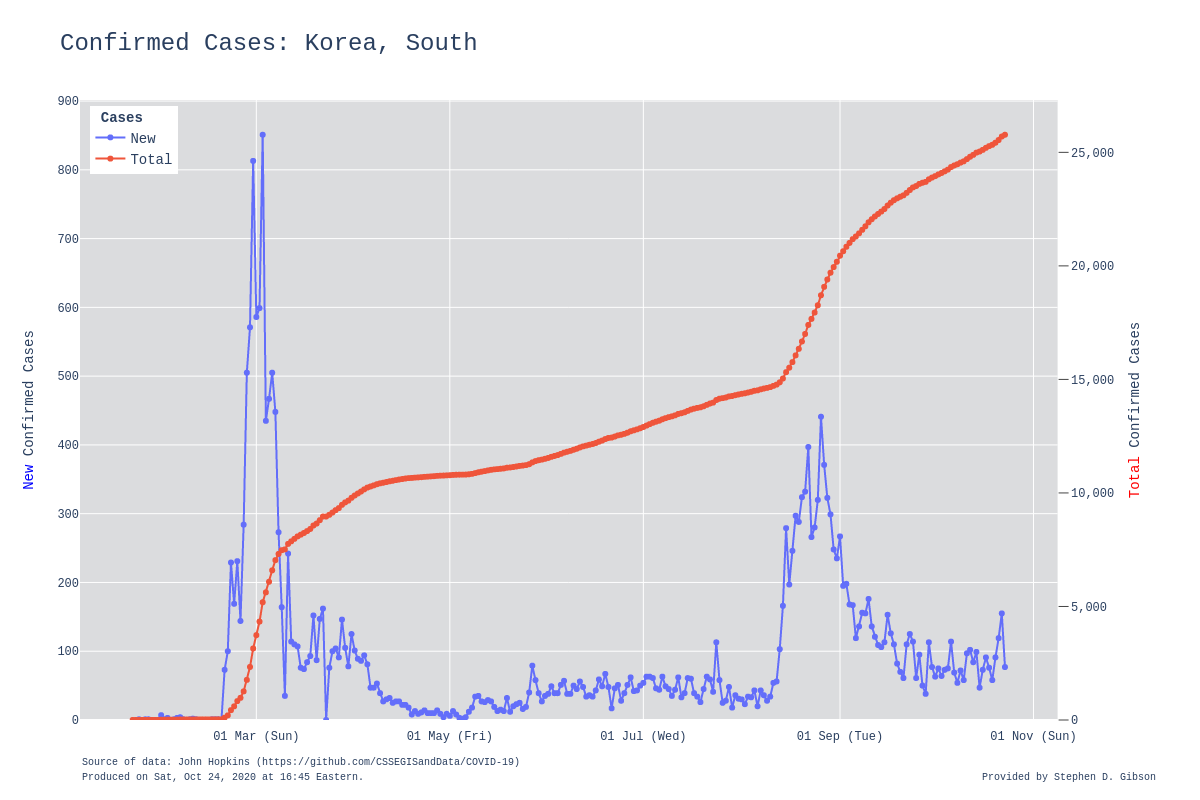 Confirmed Cases: Korea, South
Cases
New
Total
900
800
700
600
500
400
300
200
100
0
New Confirmed Cases
25,000
20,000
15,000
10,000
5,000
0
Total Confirmed Cases
01 Mar (Sun)
01 May (Fri)
01 Jul (Wed)
01 Sep (Tue)
01 Nov (Sun)
Source of data: John Hopkins (https://github.com/CSSEGISandData/COVID-19)
Produced on Sat, Oct 24, 2020 at 16:45 Eastern.
Provided by Stephen D. Gibson